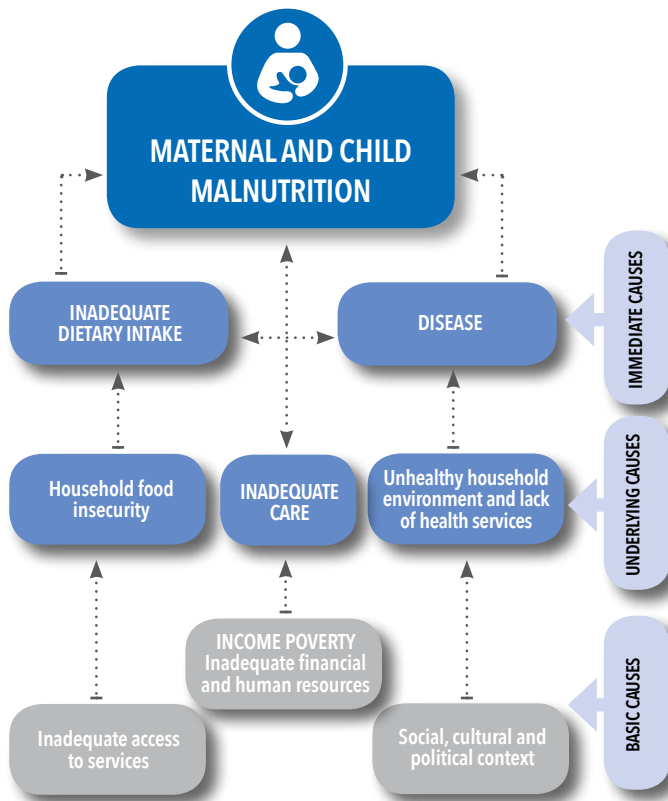 MATERNAL AND CHILD
MALNUTRITION
INADEQUATE
DIETARY INTAKE
DISEASE
IMMEDIATE CAUSES
Household food
insecurity
INADEQUATE
CARE
Unhealthy household
environment and lack
of health services
UNDERLYING CAUSES
INCOME POVERTY
Inadequate financial
and human resources
Inadequate access
to services
Social, cultural and
political context
BASIC CAUSES